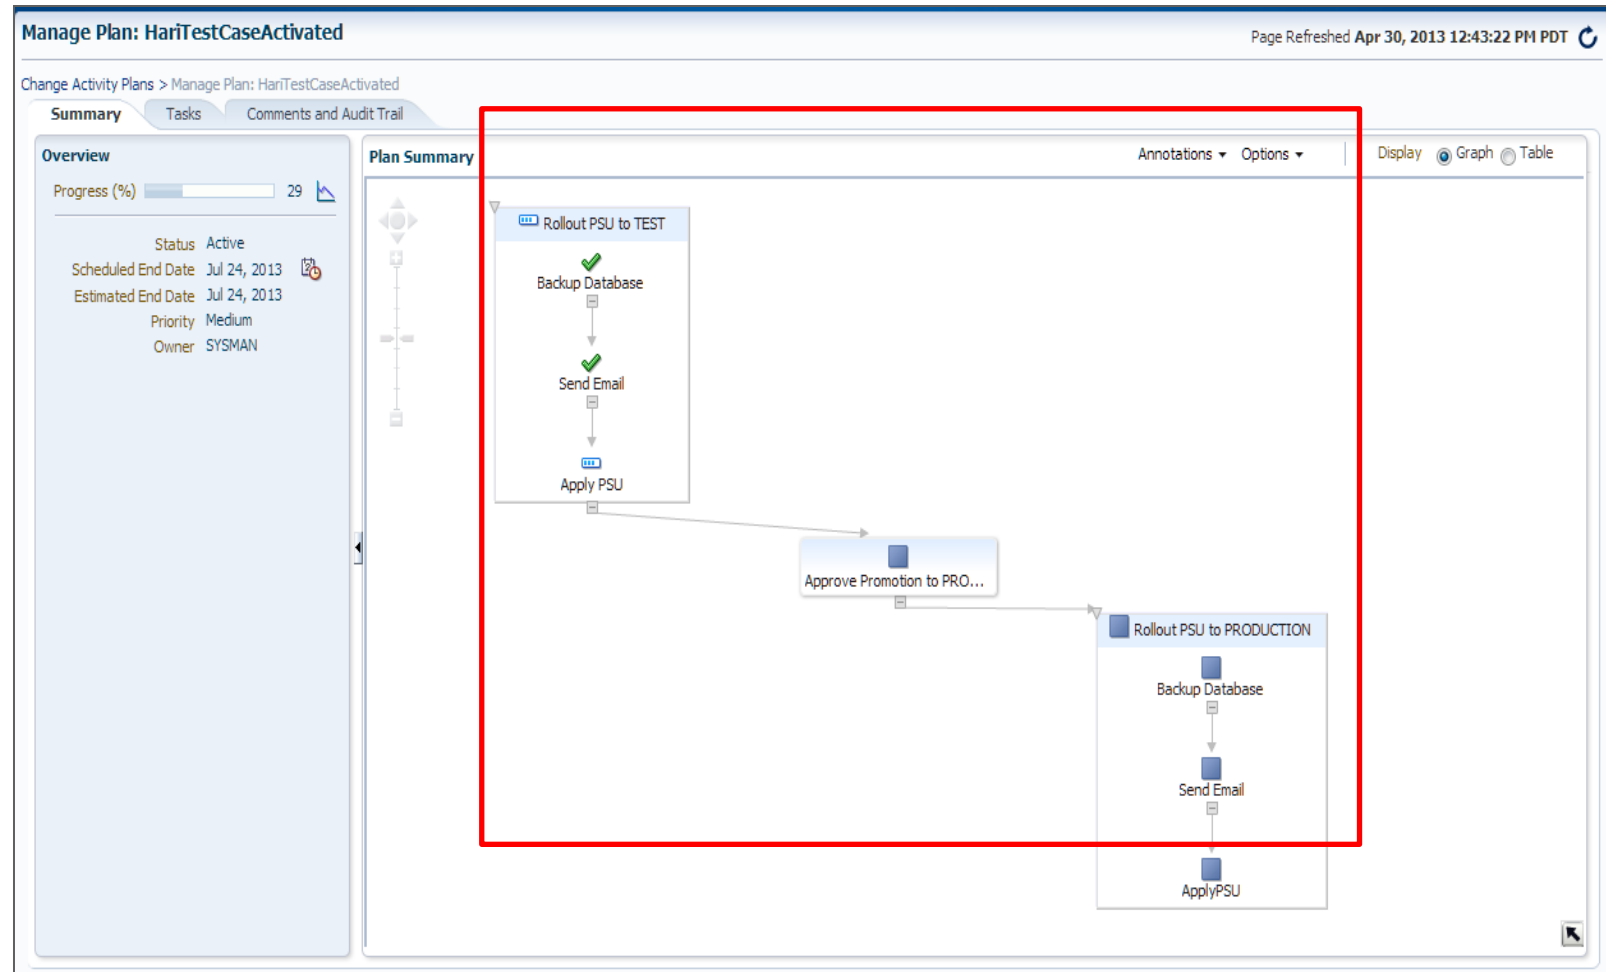 Manage Plan: HariTestCaseActivated
Page Refreshed Apr 30, 2013 12:43:22 PM PDT
Change Activity Plans > Manage Plan: HariTestCaseActivated
Summary Tasks Comments and Audit Trail
Overview
Progress (%) 29
Status Active
Scheduled End Date Jul 24, 2013
Estimated End Date Jul 24, 2013
Priority Medium
Owner SYSMAN
Plan Summary Annotations Options Display Graph Table
Rollout PSU to TEST
Backup Database
Send Email
Apply PSU
Approve Promotion to PRO...
Rollout PSU to PRODUCTION
Backup Database
Send Email
ApplyPSU